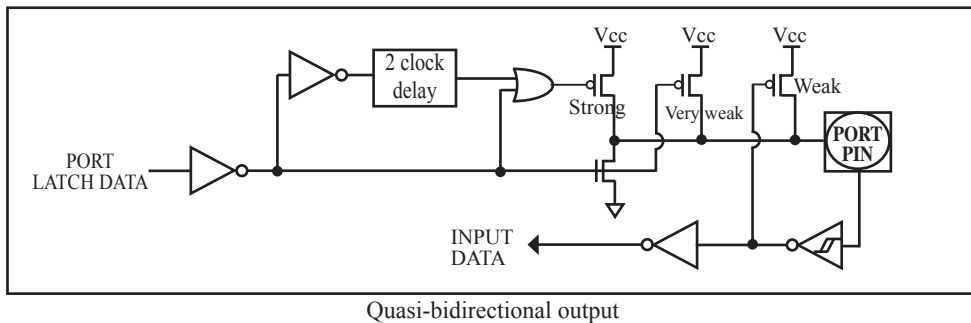 Vcc
Vcc
Vcc
2 clock
delay
Strong
Very weak
Weak
PORT
LATCH DATA
PORT
PIN
INPUT
DATA
Quasi-bidirectional output